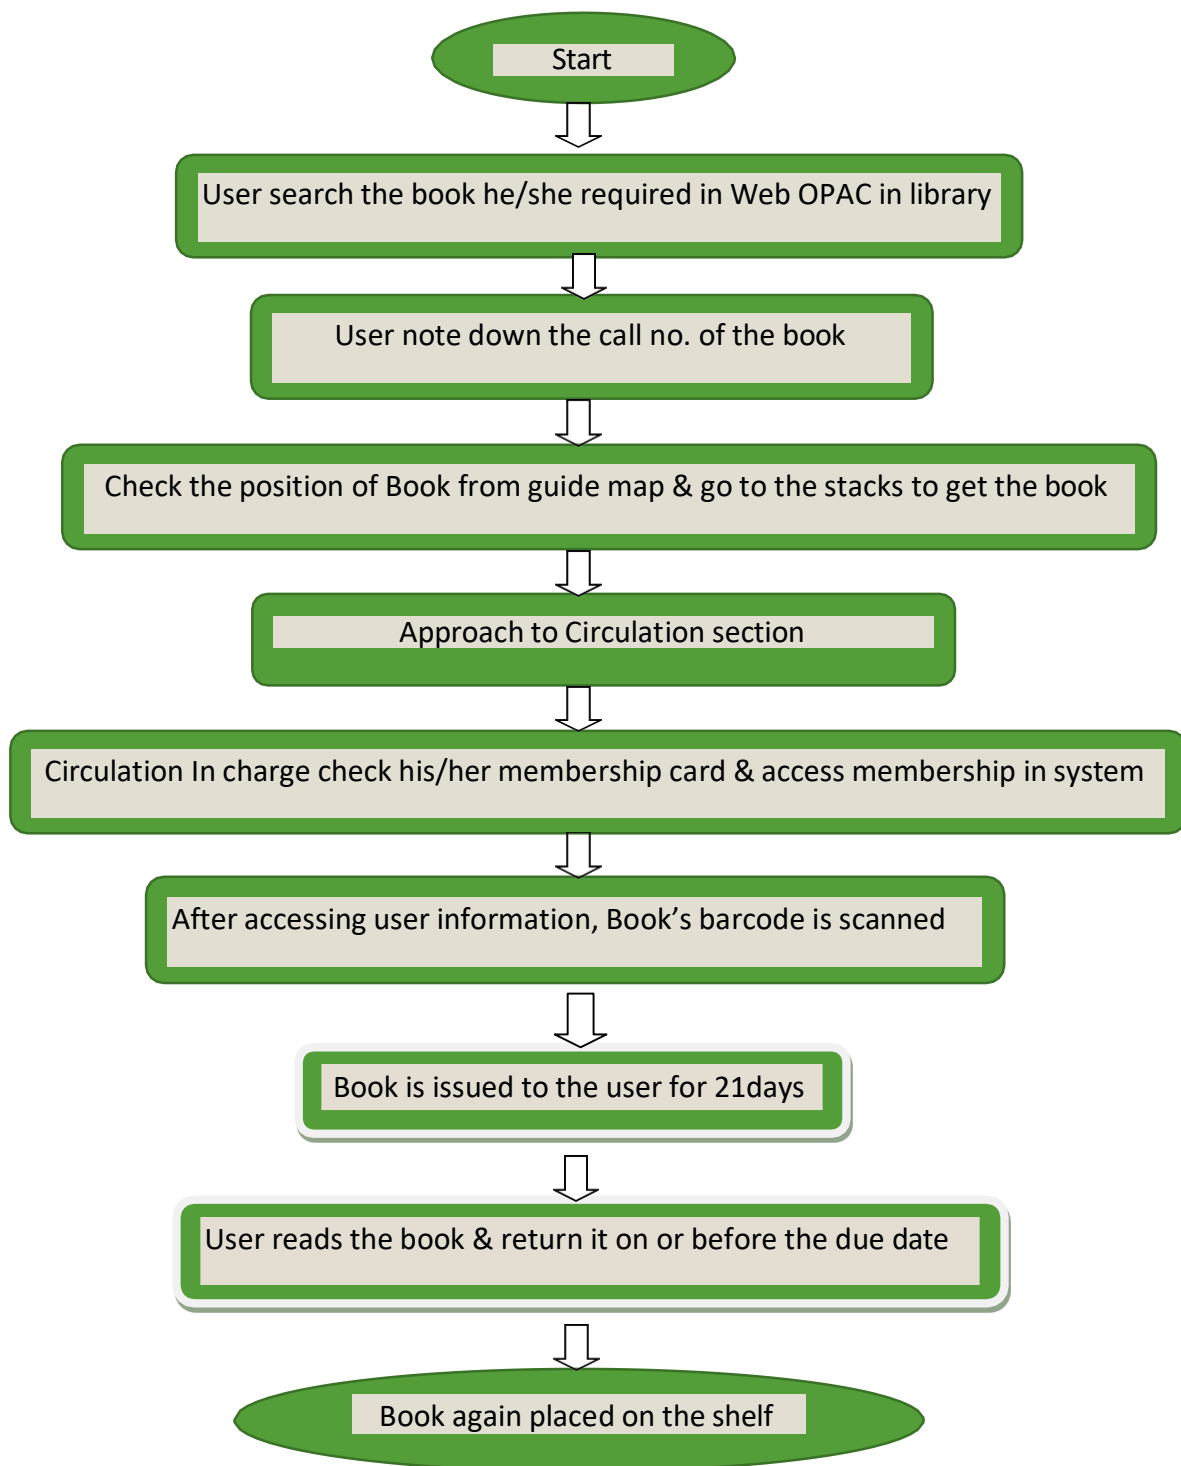 Start
User search the book he/she required in Web OPAC in library
User note down the call no. of the book
Check the position of Book from guide map & go to the stacks to get the book
Approach to Circulation section
Circulation In charge check his/her membership card & access membership in system
After accessing user information, Book’s barcode is scanned
Book is issued to the user for 21days
User reads the book & return it on or before the due date
Book again placed on the shelf